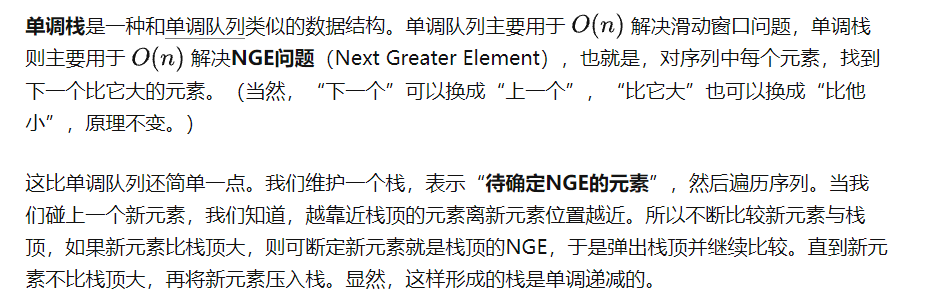 单调栈是一种和单调队列类似的数据结构。单调队列主要用于 O(n) 解决滑动窗口问题，单调栈
则主要用于 O(n) 解决NGE问题（Next Greater Element），也就是，对序列中每个元素，找到
下一个比它大的元素。（当然，“下一个”可以换成“上一个”，“比它大”也可以换成“比他
小”，原理不变。）
这比单调队列还简单一点。我们维护一个栈，表示“待确定NGE的元素”，然后遍历序列。当我
们碰上一个新元素，我们知道，越靠近栈顶的元素离新元素位置越近。所以不断比较新元素与栈
顶，如果新元素比栈顶大，则可断定新元素就是栈顶的NGE，于是弹出栈顶并继续比较。直到新元
素不比栈顶大，再将新元素压入栈。显然，这样形成的栈是单调递减的。